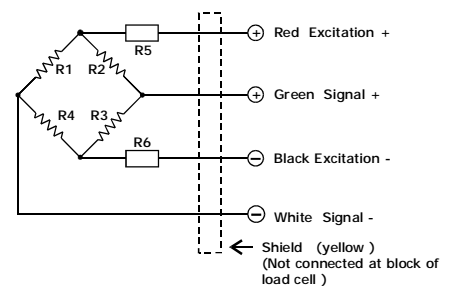 R5
Red Excitation +
R1
R2
Green Signal +
R4
R3
R6
Black Excitation -
White Signal -
Shield (yellow )
(Not connected at block of
load cell )